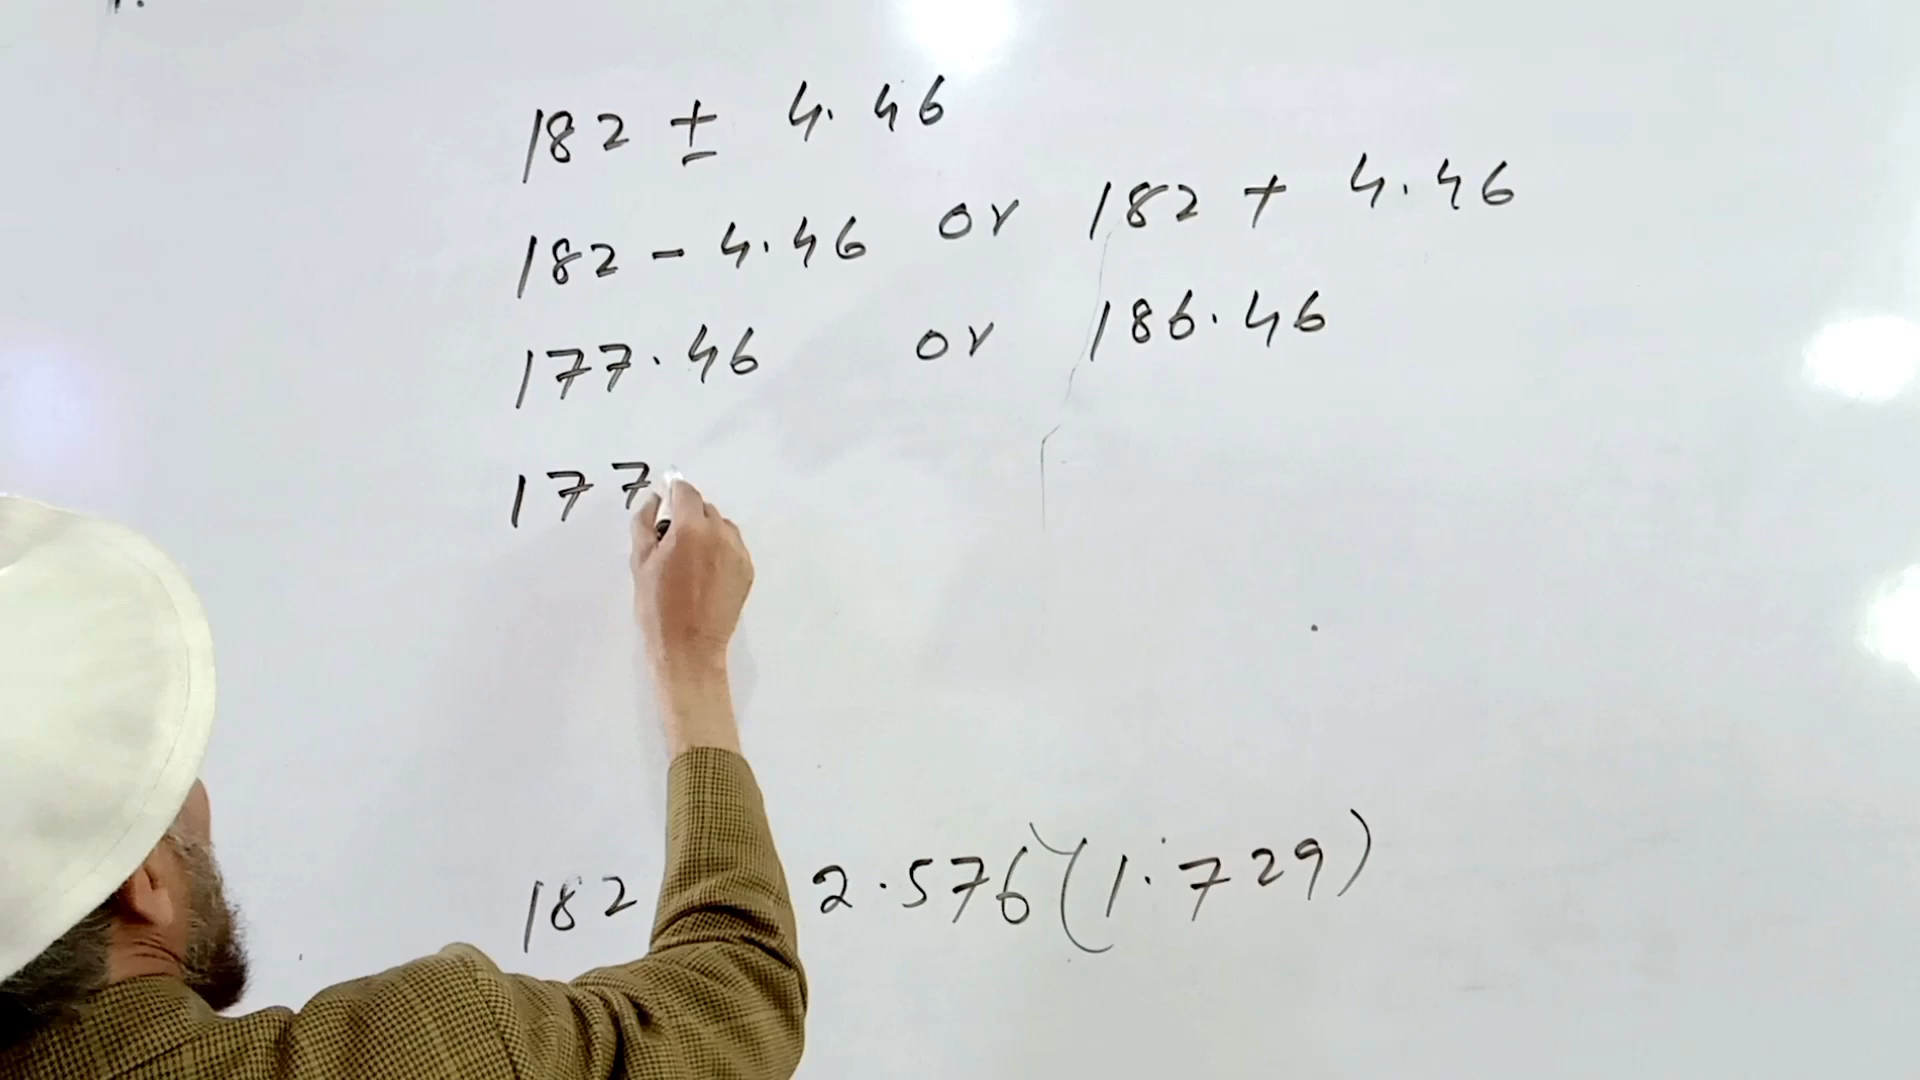 182 ± 4.46
182 - 4.46 or 182 + 4.46
177.46 or 186.46
177
182 2.576(1.729)